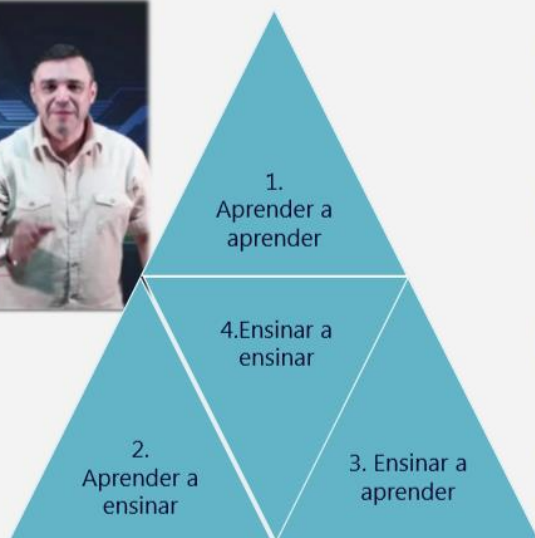 1.
Aprender a
aprender
4.Ensinar a
ensinar
2.
Aprender a
ensinar
3. Ensinar a
aprender